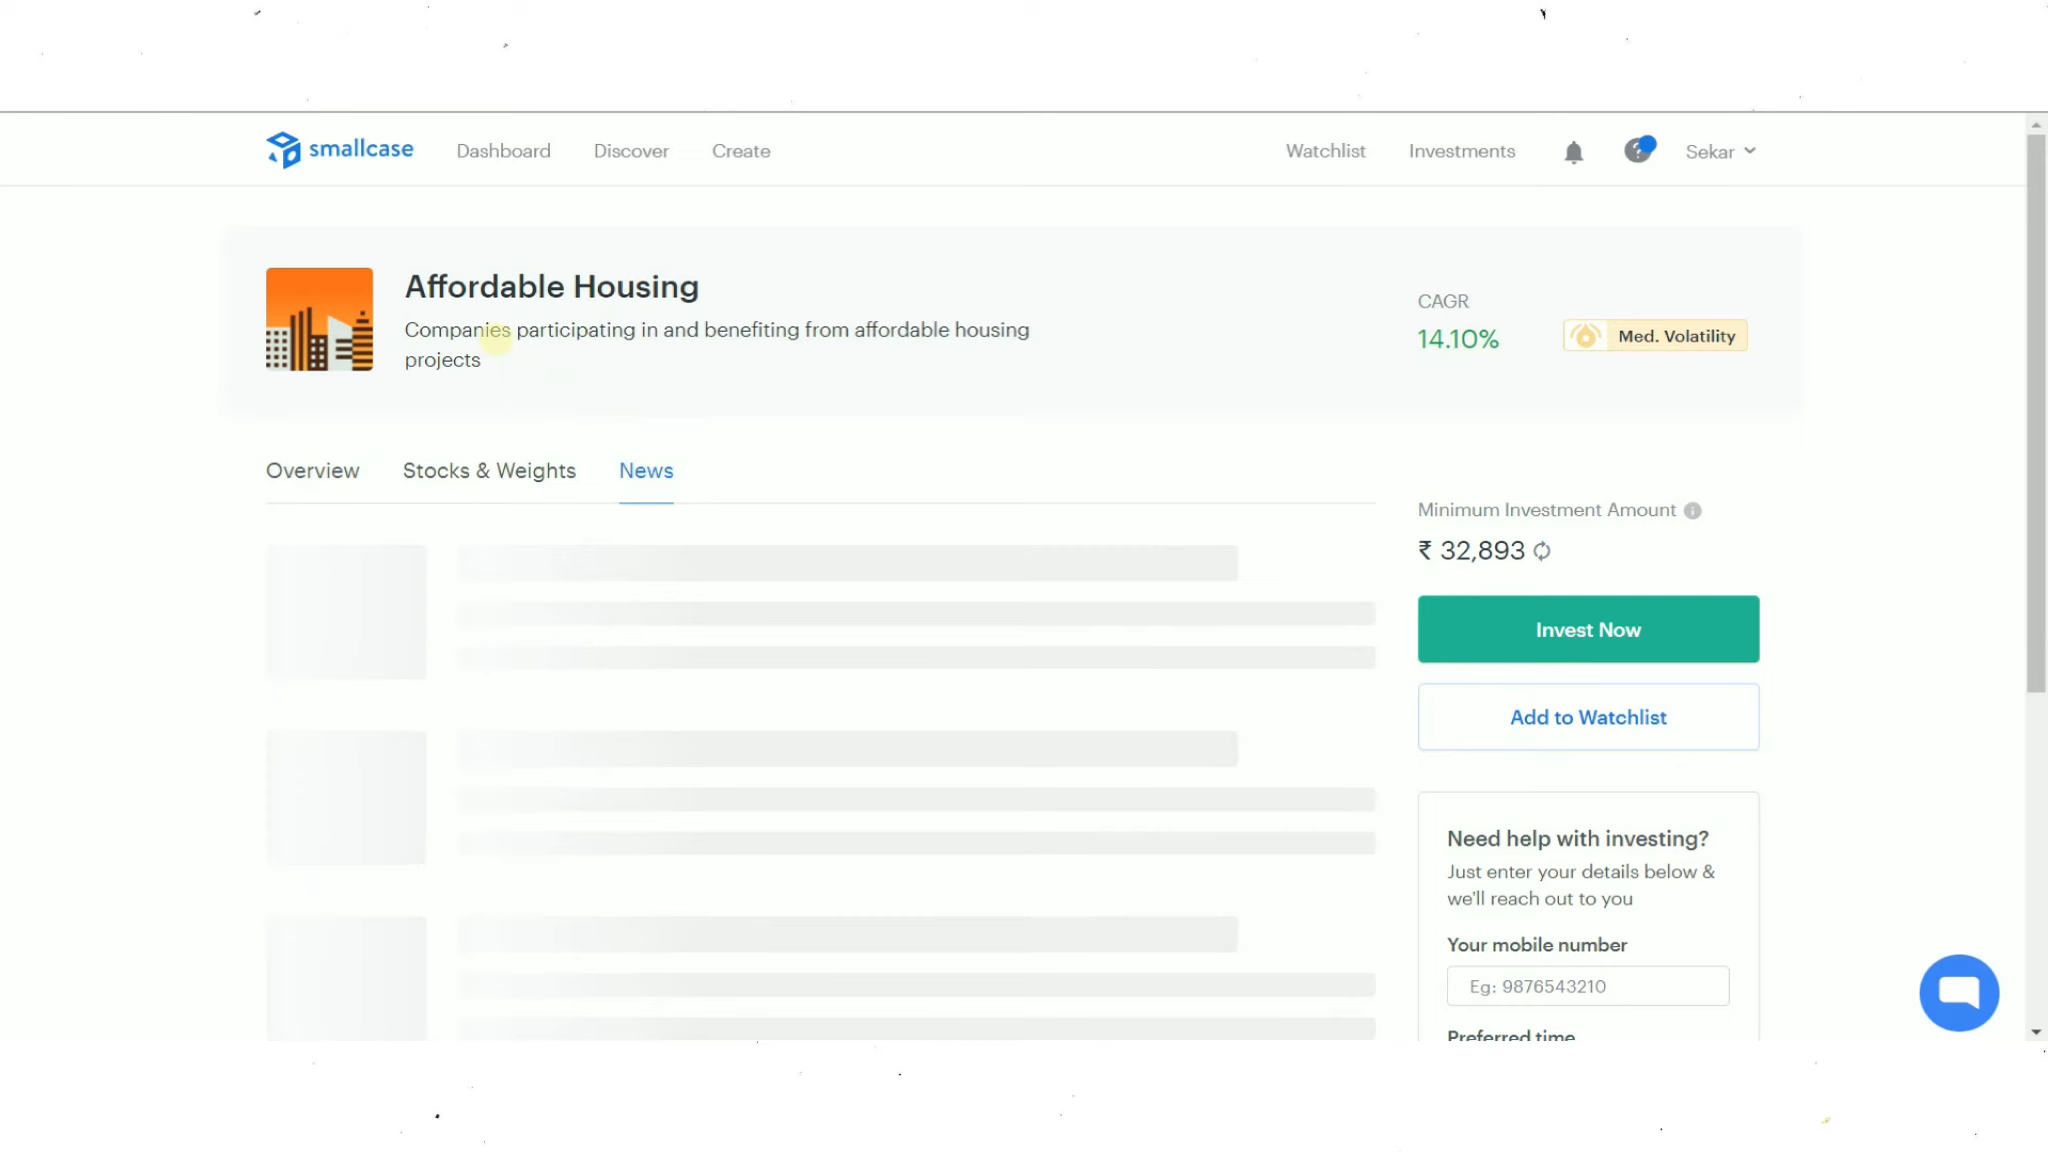 smallcase
Dashboard
Discover
Create
Watchlist
Investments
?
Sekar
Affordable Housing
Companies participating in and benefiting from affordable housing
projects
CAGR
14.10%
Med. Volatility
Overview
Stocks & Weights
News
Minimum Investment Amount
₹ 32,893
Invest Now
Add to Watchlist
Need help with investing?
Just enter your details below &
we'll reach out to you
Your mobile number
Eg: 9876543210
Preferred time